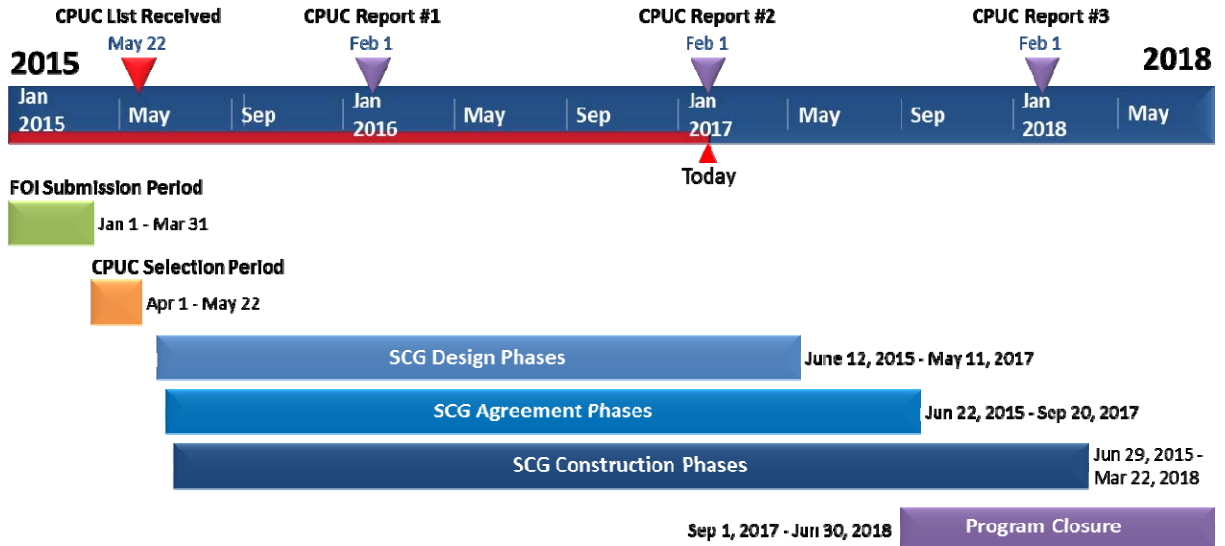 CPUC List Received
CPUC Report #1
CPUC Report #2
CPUC Report #3
May 22
Feb 1
Feb 1
Feb 1
2015
2018
Jan 2015
May
Sep
Jan 2016
May
Sep
Jan 2017
May
Sep
Jan 2018
May
Today
FOI Submission Period
Jan 1 - Mar 31
CPUC Selection Period
Apr 1 - May 22
SCG Design Phases
June 12, 2015 - May 11, 2017
SCG Agreement Phases
Jun 22, 2015 - Sep 20, 2017
SCG Construction Phases
Jun 29, 2015 -
Mar 22, 2018
Sep 1, 2017 - Jun 30, 2018
Program Closure